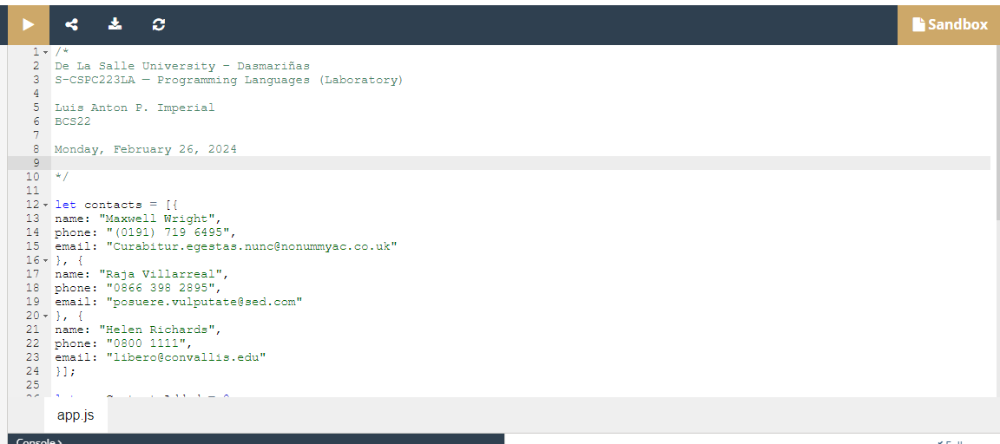 Sandbox
1 /*
2 De La Salle University – Dasmariñas
3 S-CSPC223LA — Programming Languages (Laboratory)
4
5 Luis Anton P. Imperial
6 BCS22
7
8 Monday, February 26, 2024
9
10 */
11
12 let contacts = [{
13 name: "Maxwell Wright",
14 phone: "(0191) 719 6495",
15 email: "Curabitur.egestas.nunc@nonummyac.co.uk"
16 }, {
17 name: "Raja Villarreal",
18 phone: "0866 398 2895",
19 email: "posuere.vulputate@sed.com"
20 }, {
21 name: "Helen Richards",
22 phone: "0800 1111",
23 email: "libero@convallis.edu"
24 }];
25
app.js
Console